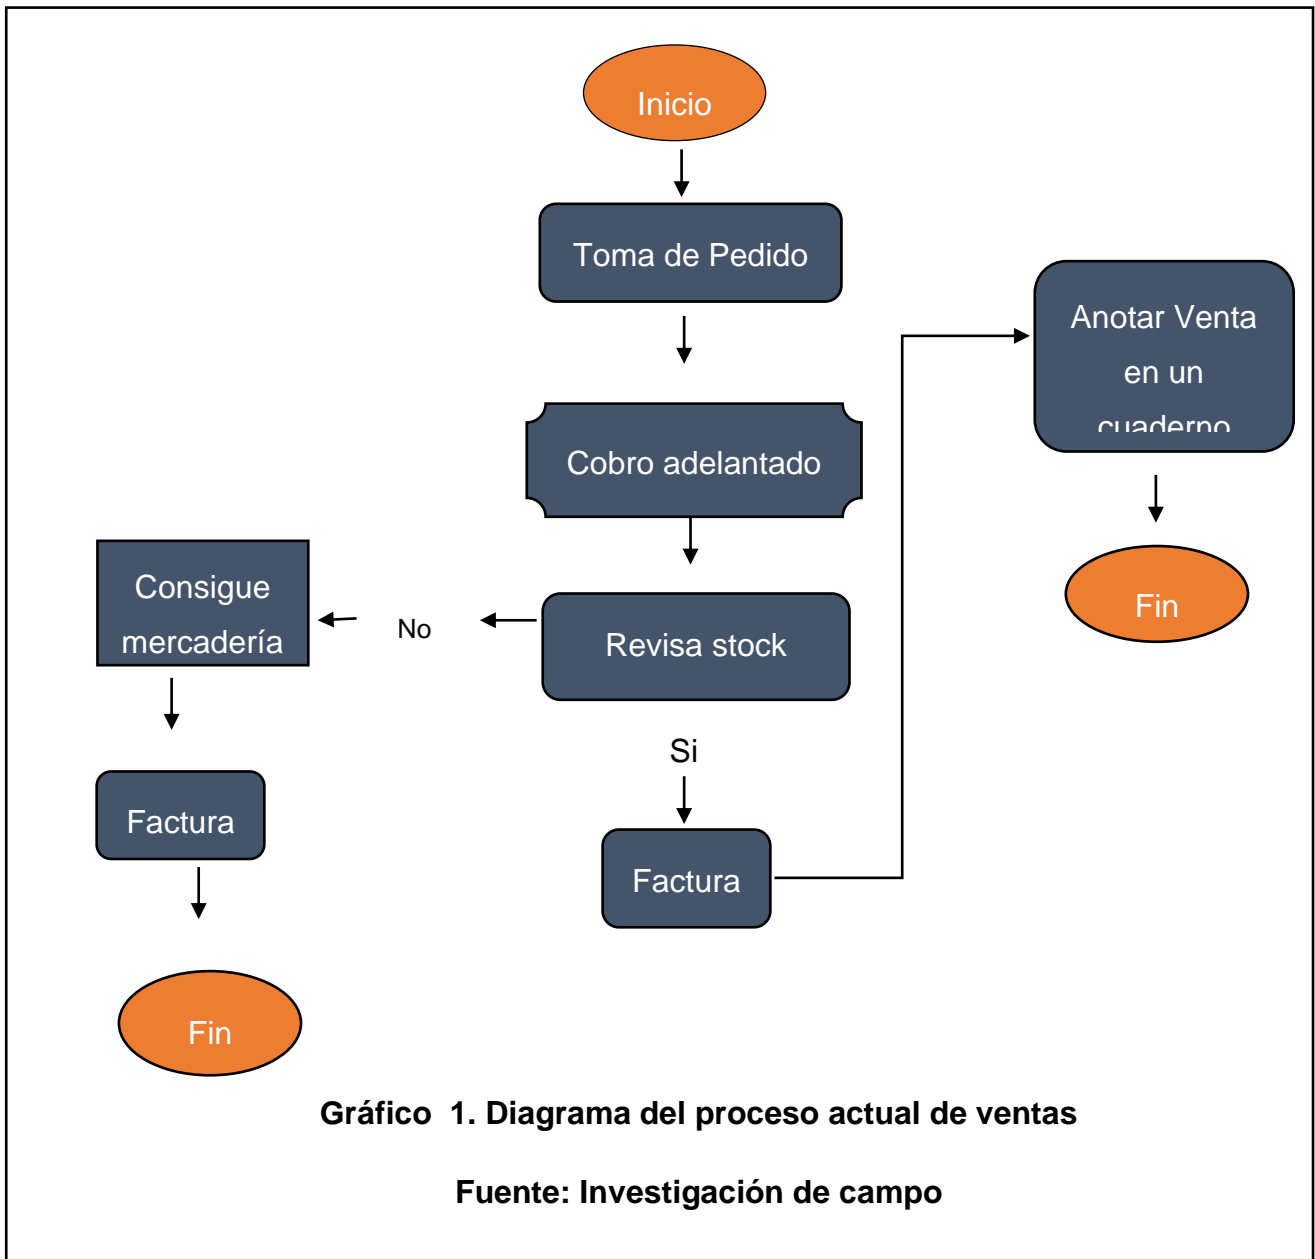 Inicio
Toma de Pedido
Cobro adelantado
Revisa stock
No
Consigue
mercadería
Factura
Fin
Si
Factura
Anotar Venta
en un
cuaderno
Fin
Gráfico 1. Diagrama del proceso actual de ventas
Fuente: Investigación de campo